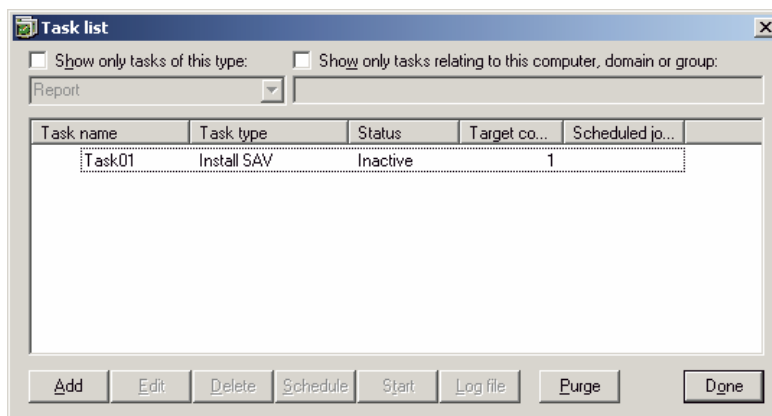 Task list
Show only tasks of this type: Show only tasks relating to this computer, domain or group:
Report
Task name Task type Status Target co... Scheduled jo...
Task01 Install SAV Inactive 1
Add Edit Delete Schedule Start Log file Purge Done